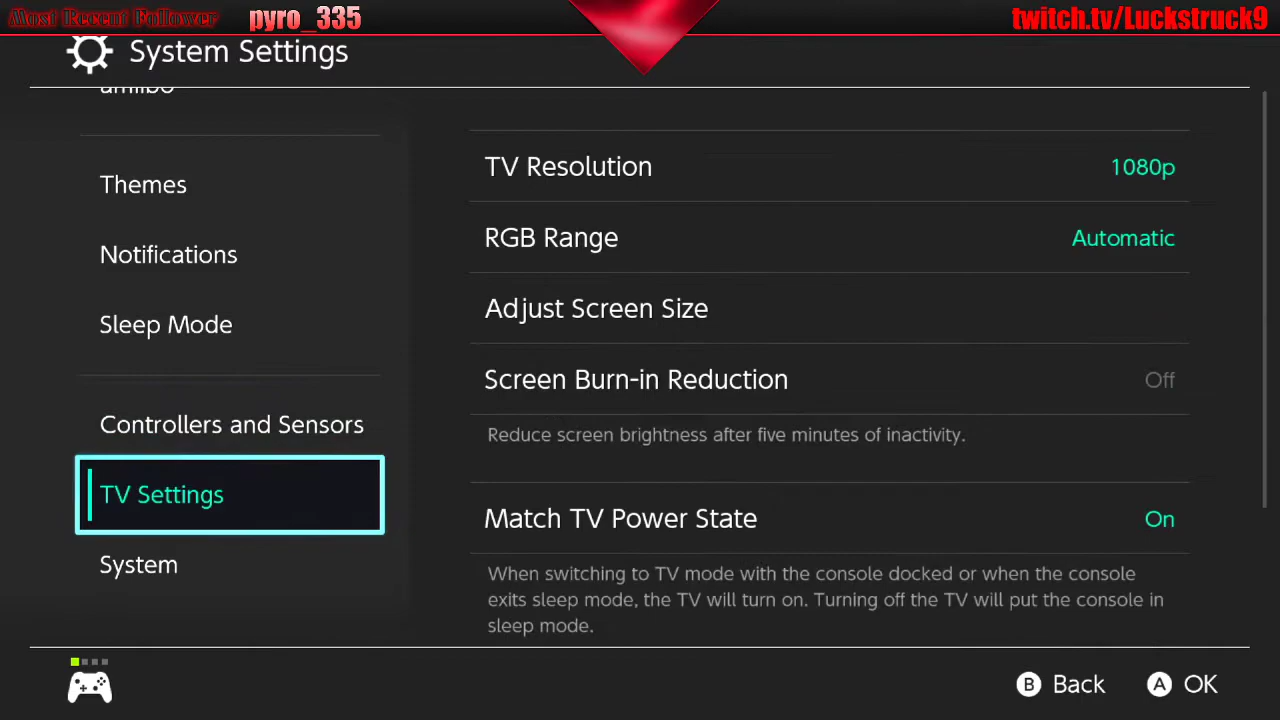 Most Recent Follower
pyro_335
twitch.tv/Luckstruck9
System Settings
amiibo
Themes
Notifications
Sleep Mode
Controllers and Sensors
TV Settings
System
TV Resolution 1080p
RGB Range Automatic
Adjust Screen Size
Screen Burn-in Reduction Off
Reduce screen brightness after five minutes of inactivity.
Match TV Power State On
When switching to TV mode with the console docked or when the console
exits sleep mode, the TV will turn on. Turning off the TV will put the console in
sleep mode.
B Back
A OK